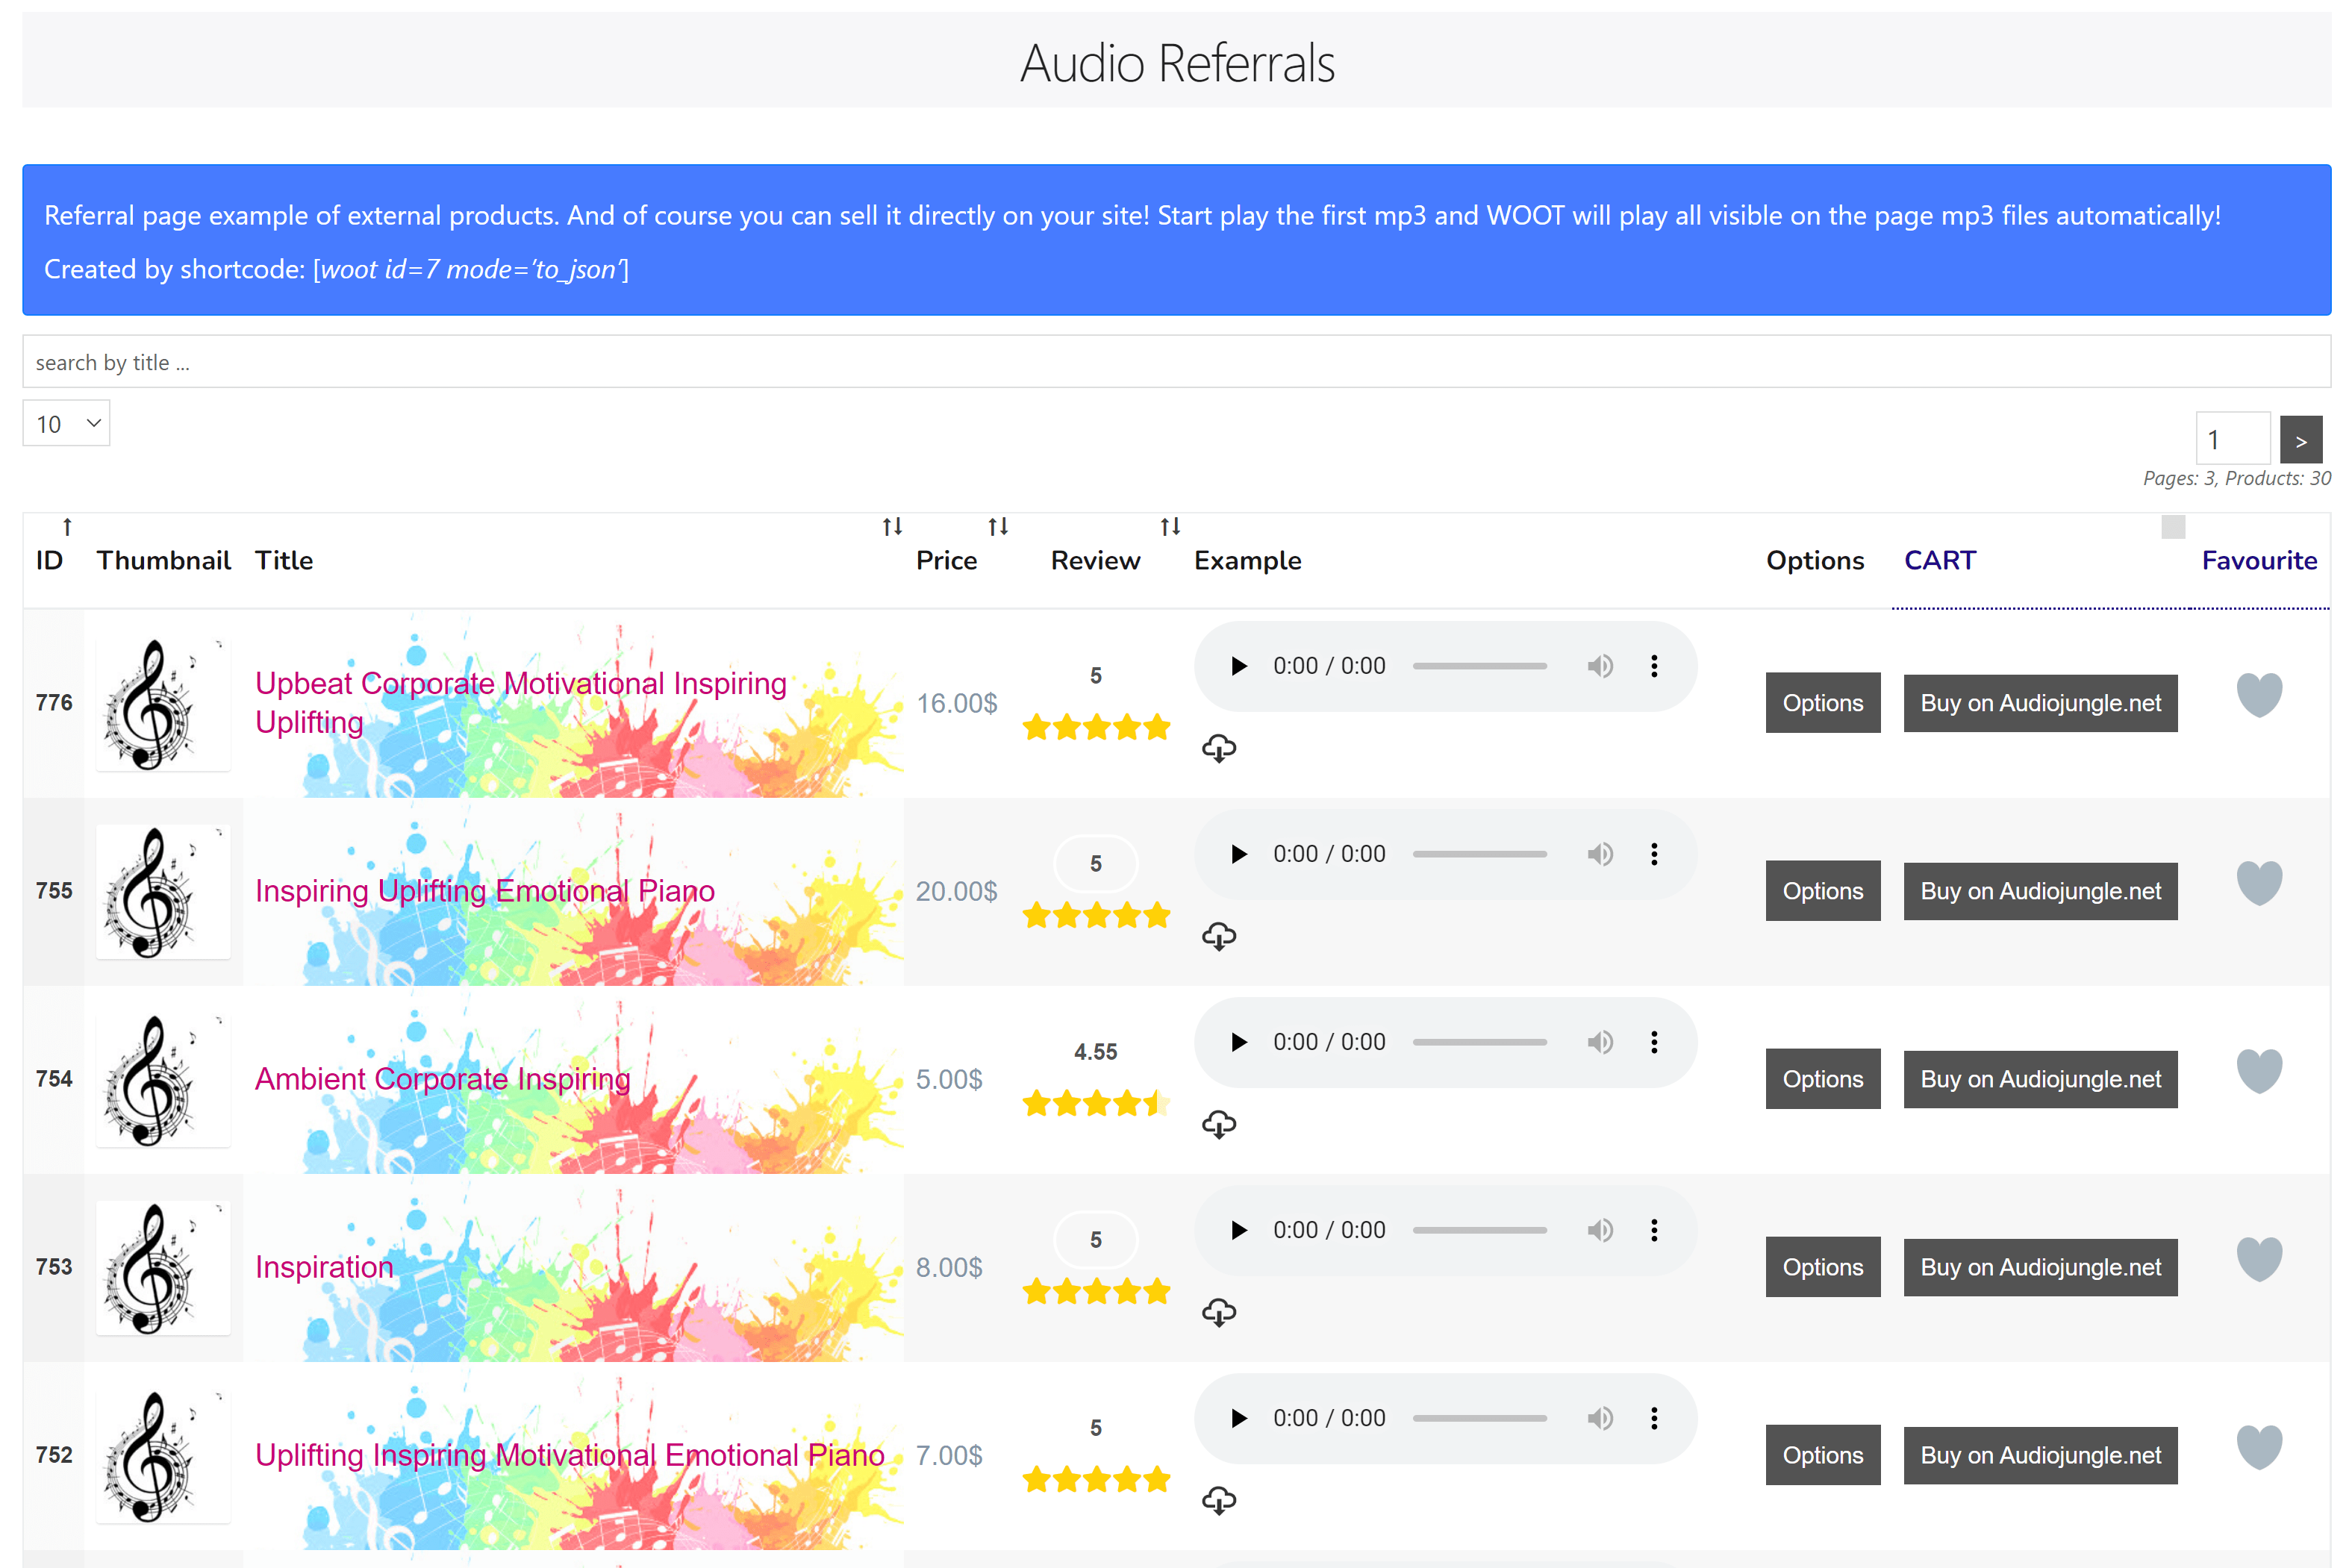 Audio Referrals
Referral page example of external products. And of course you can sell it directly on your site! Start play the first mp3 and WOOT will play all visible on the page mp3 files automatically!
Created by shortcode: [woot id=7 mode='to_json']
search by title ...
10
1 >
Pages: 3, Products: 30
ID Thumbnail Title Price Review Example Options CART Favourite
776 Upbeat Corporate Motivational Inspiring
Uplifting
16.00$ 5 0:00 / 0:00 Options Buy on Audiojungle.net
755 Inspiring Uplifting Emotional Piano 20.00$ 5 0:00 / 0:00 Options Buy on Audiojungle.net
754 Ambient Corporate Inspiring 5.00$ 4.55 0:00 / 0:00 Options Buy on Audiojungle.net
753 Inspiration 8.00$ 5 0:00 / 0:00 Options Buy on Audiojungle.net
752 Uplifting Inspiring Motivational Emotional Piano 7.00$ 5 0:00 / 0:00 Options Buy on Audiojungle.net